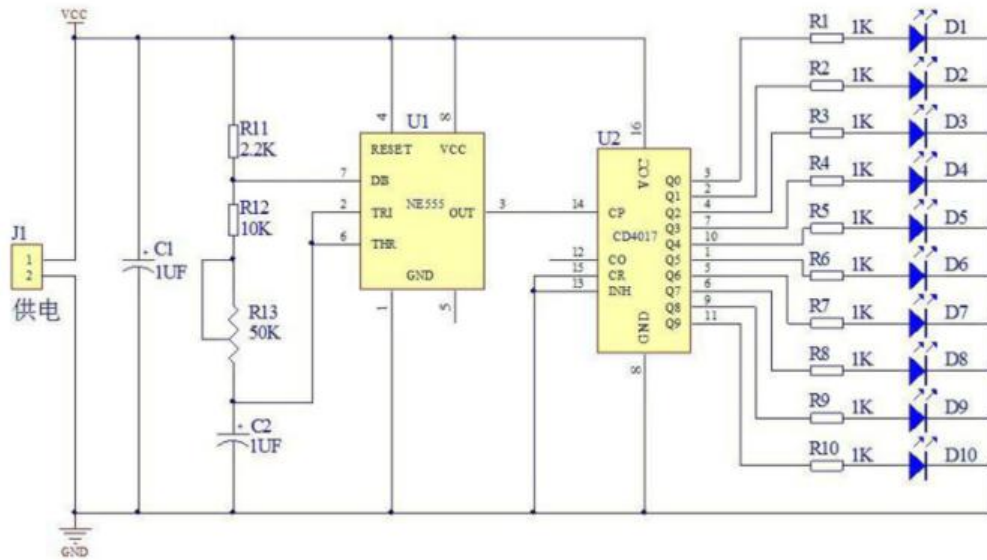 VCC
J1
1
2
供电
C1
1UF
R11
2.2K
R12
10K
R13
50K
C2
1UF
GND
U1
4
8
RESET
VCC
7
DIS
2
TRI
NE555
OUT
3
6
THR
GND
1
5
U2
16
VCC
14
CP
CD4017
12
CO
15
CR
13
INH
GND
8
Q0
3
Q1
2
Q2
4
Q3
7
Q4
10
Q5
1
Q6
5
Q7
6
Q8
9
Q9
11
R1 1K D1
R2 1K D2
R3 1K D3
R4 1K D4
R5 1K D5
R6 1K D6
R7 1K D7
R8 1K D8
R9 1K D9
R10 1K D10